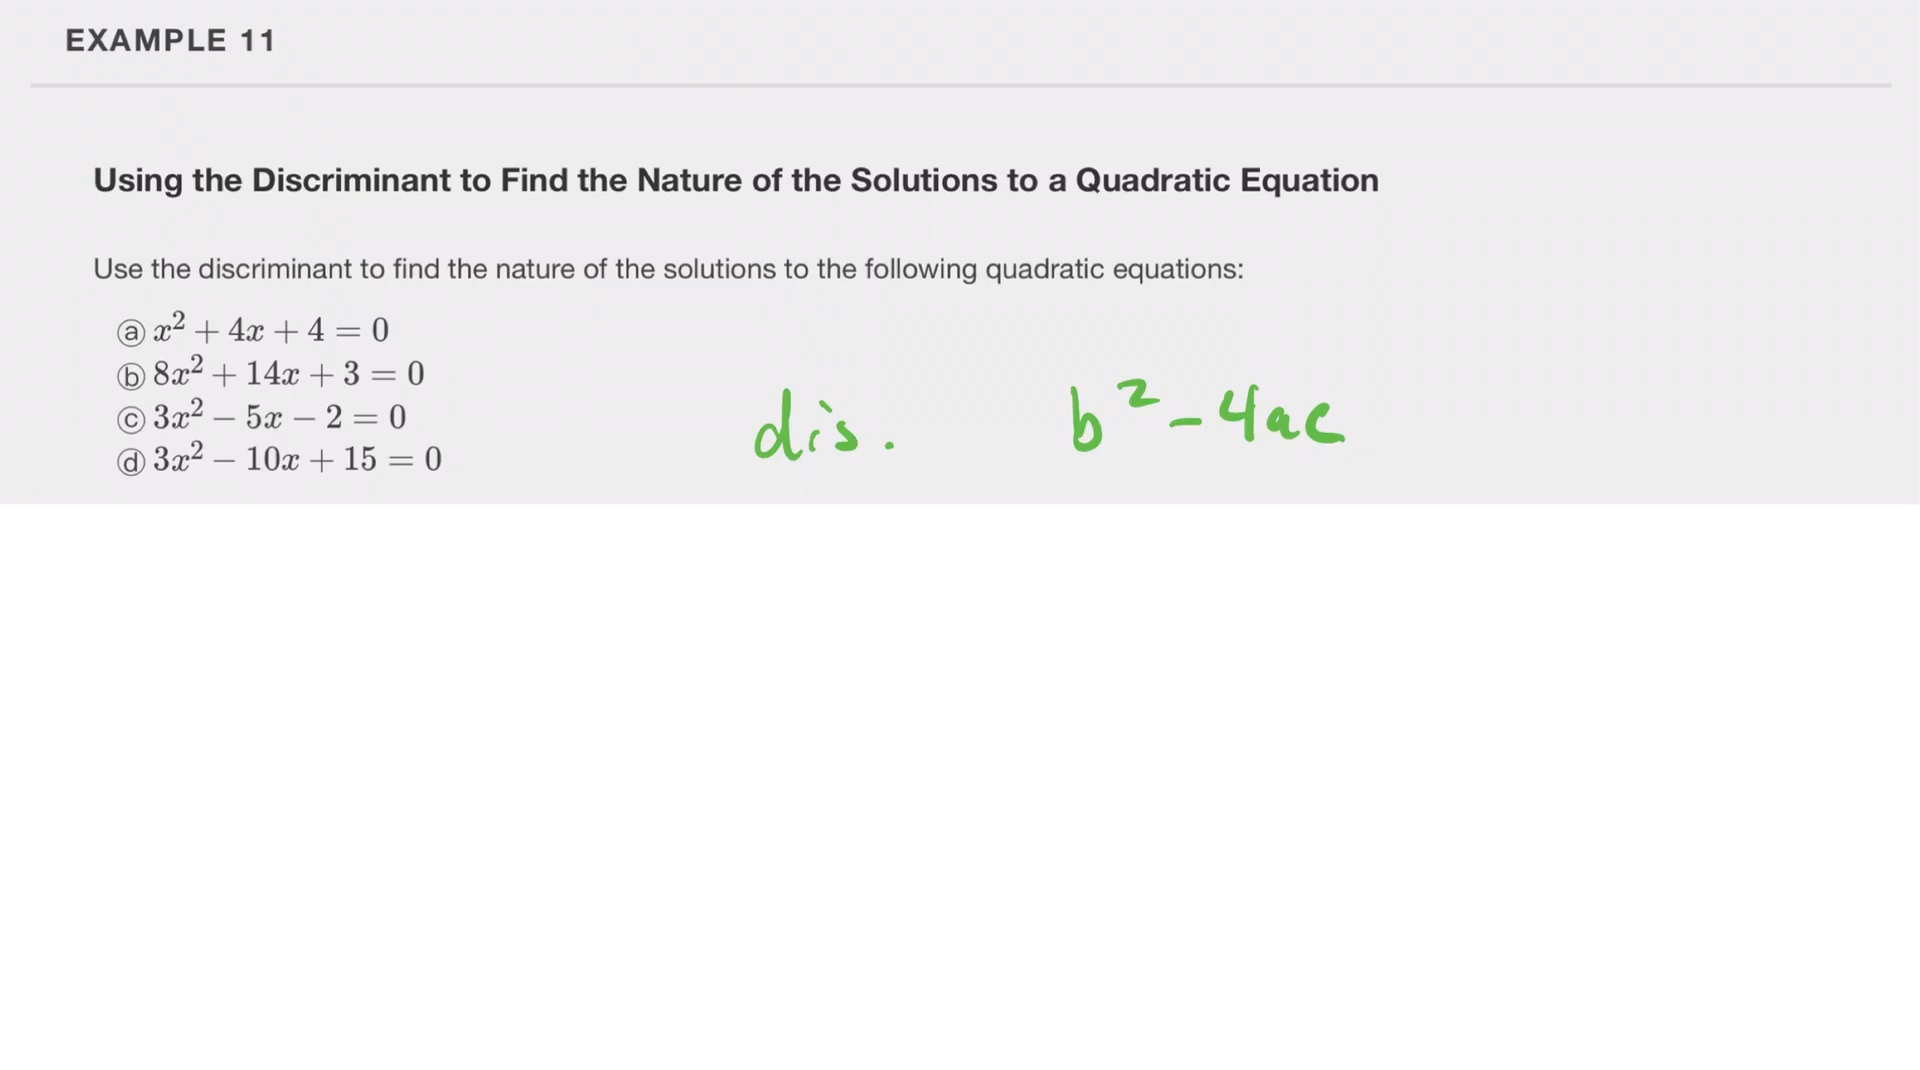 EXAMPLE 11
Using the Discriminant to Find the Nature of the Solutions to a Quadratic Equation
Use the discriminant to find the nature of the solutions to the following quadratic equations:
ⓐ x² + 4x + 4 = 0
ⓑ 8x² + 14x + 3 = 0
ⓒ 3x² − 5x − 2 = 0
ⓓ 3x² − 10x + 15 = 0
dis. b² − 4ac